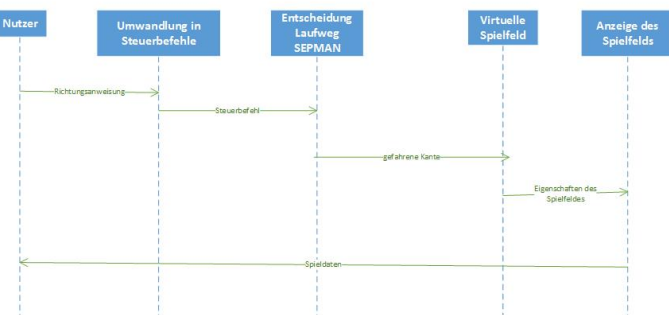 Nutzer
Umwandlung in
Steuerbefehle
Entscheidung
Laufweg
SEPMAN
Virtuelle
Spielfeld
Anzeige des
Spielfelds
Richtungsanweisung
Steuerbefehl
gefahrene Kante
Eigenschaften des
Spielfeldes
Spieldaten